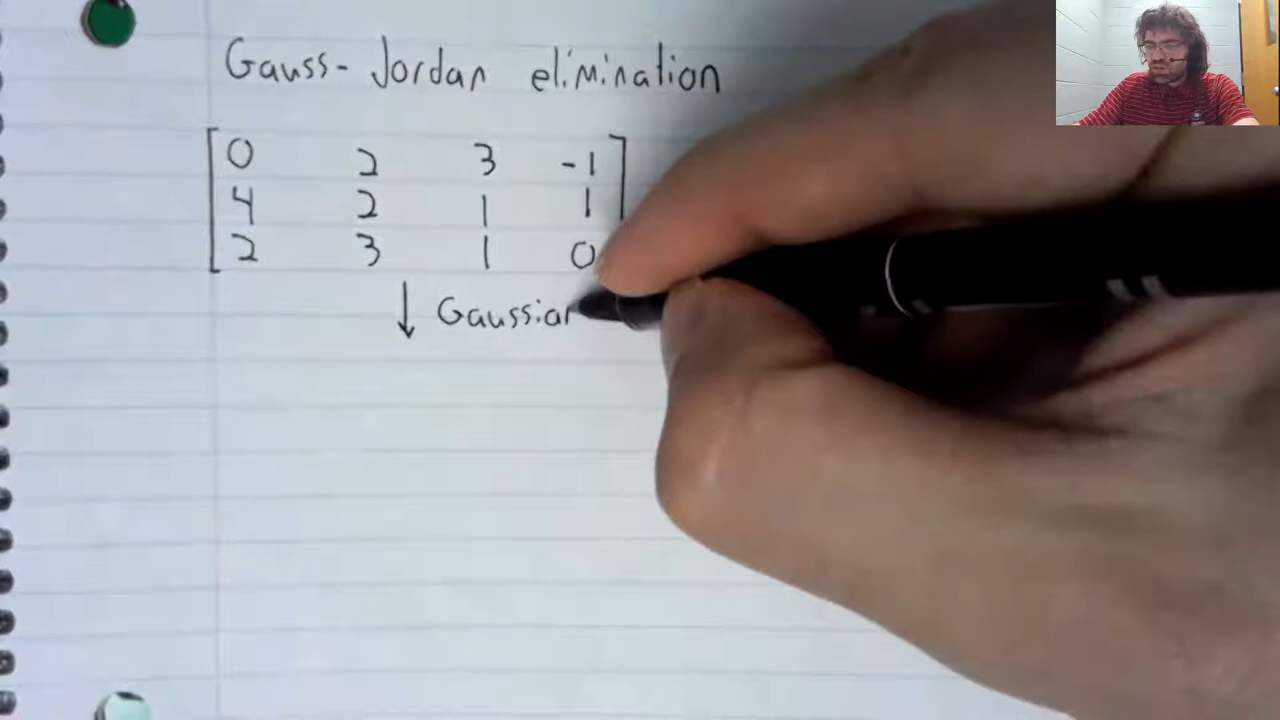 Gauss-Jordan elimination
0 2 3 -1
4 2 1 1
2 3 1 0
↓ Gaussian